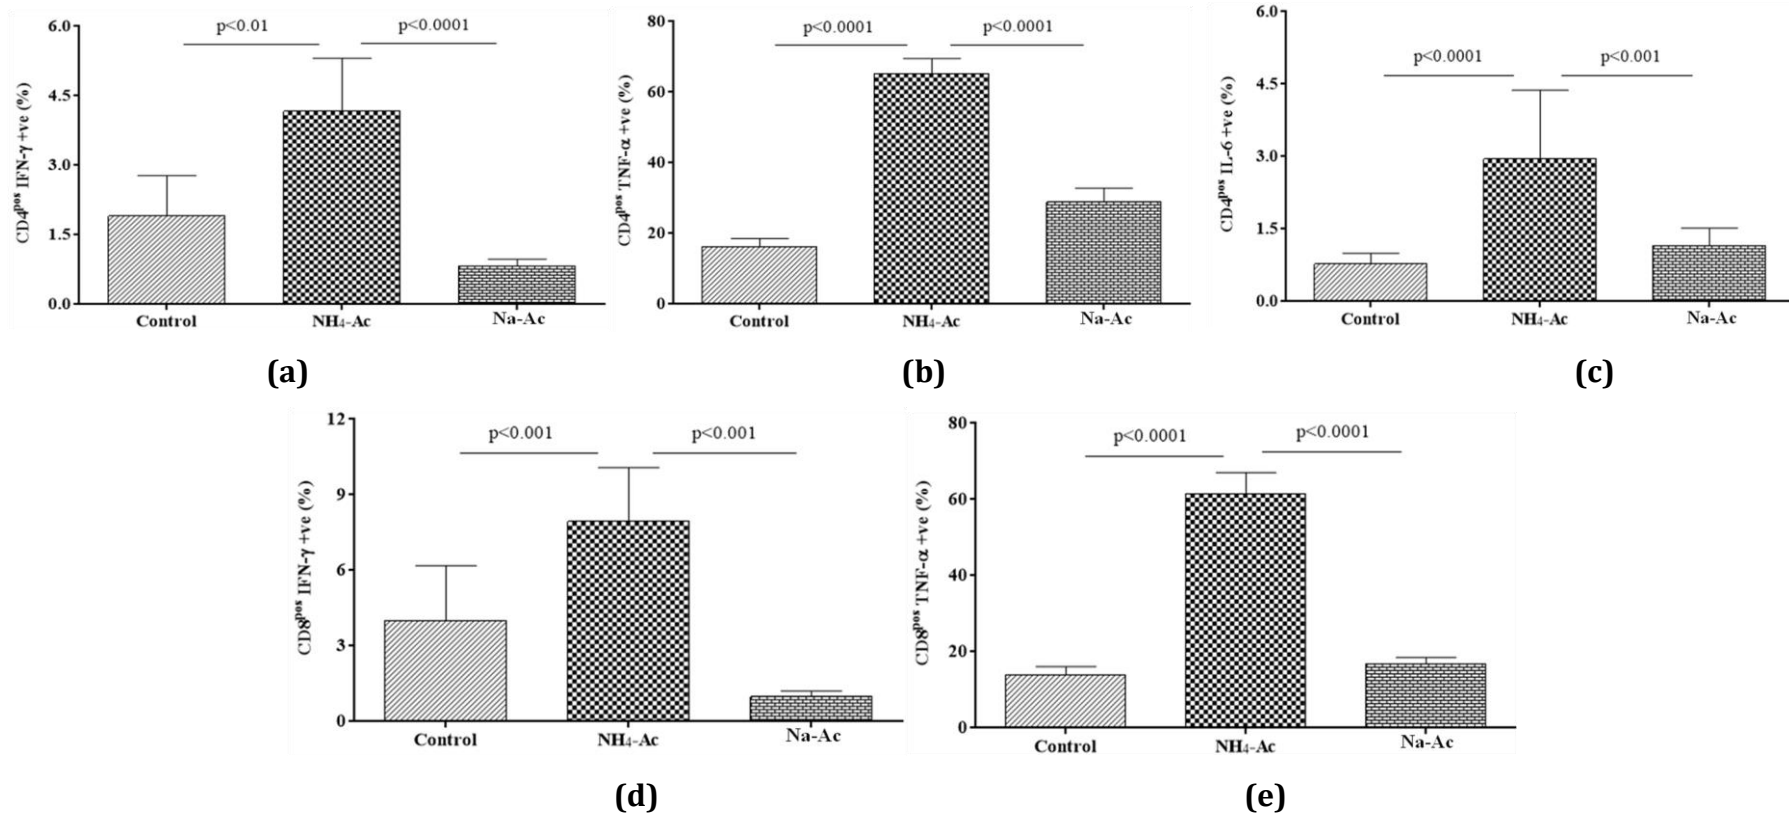 6.0
4.5
3.0
1.5
0.0
CD4pos IFN-γ +ve (%)
p<0.01
p<0.0001
Control
NH4-Ac
Na-Ac
(a)
80
60
40
20
0
CD4pos TNF-α +ve (%)
p<0.0001
p<0.0001
Control
NH4-Ac
Na-Ac
(b)
6.0
4.5
3.0
1.5
0.0
CD4pos IL-6 +ve (%)
p<0.0001
p<0.001
Control
NH4-Ac
Na-Ac
(c)
12
9
6
3
0
CD8pos IFN-γ +ve (%)
p<0.001
p<0.001
Control
NH4-Ac
Na-Ac
(d)
80
60
40
20
0
CD8pos TNF-α +ve (%)
p<0.0001
p<0.0001
Control
NH4-Ac
Na-Ac
(e)